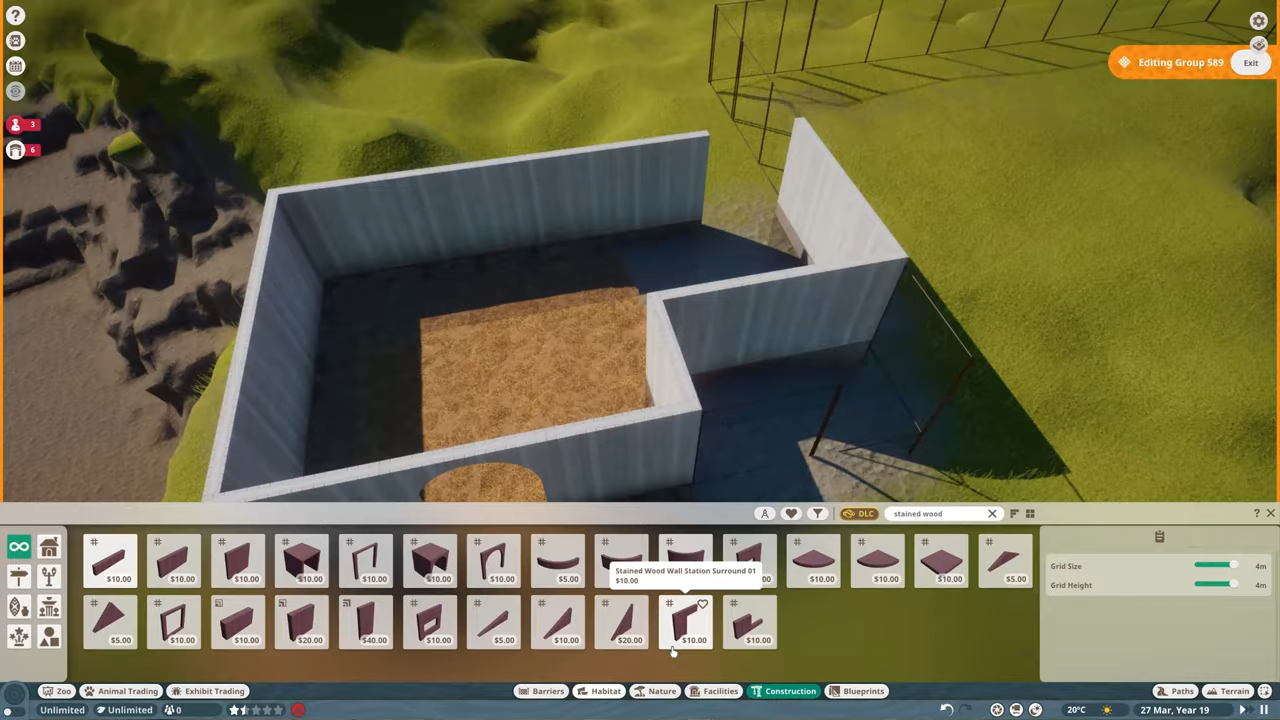 ?
Editing Group 589
Exit
3
6
DLC
stained wood
?
Stained Wood Wall Station Surround 01
$10.00
$10.00
$10.00
$10.00
$10.00
$10.00
$10.00
$10.00
$5.00
$10.00
$10.00
$10.00
$5.00
$5.00
$10.00
$10.00
$20.00
$40.00
$10.00
$5.00
$10.00
$20.00
$10.00
$10.00
Grid Size
4m
Grid Height
4m
Zoo
Animal Trading
Exhibit Trading
Barriers
Habitat
Nature
Facilities
Construction
Blueprints
Paths
Terrain
Unlimited
Unlimited
0
20°C
27 Mar, Year 19